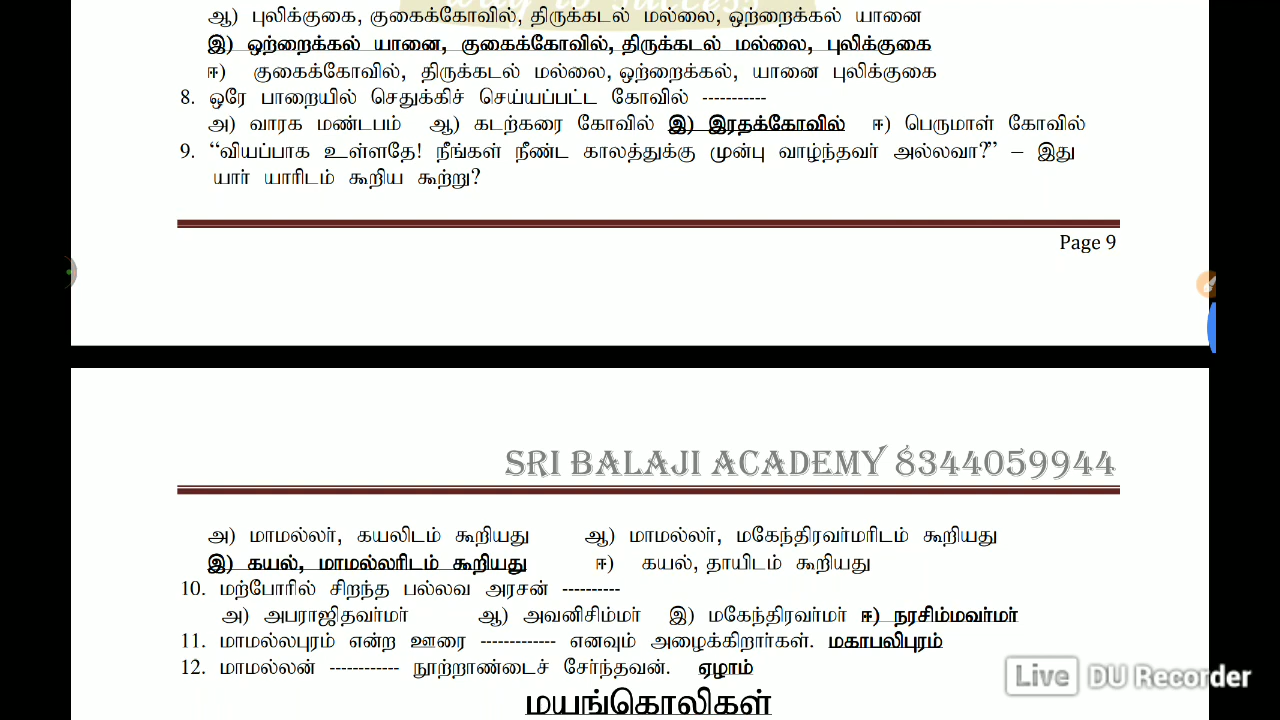 ஆ) புலிக்குகை, குகைக்கோவில், திருக்கடல் மல்லை, ஒற்றைக்கல் யானை
இ) ஒற்றைக்கல் யானை, குகைக்கோவில், திருக்கடல் மல்லை, புலிக்குகை
ஈ) குகைக்கோவில், திருக்கடல் மல்லை, ஒற்றைக்கல், யானை புலிக்குகை
8. ஒரே பாறையில் செதுக்கிச் செய்யப்பட்ட கோவில் -----------
அ) வாரக மண்டபம் ஆ) கடற்கரை கோவில் இ) இரதக்கோவில் ஈ) பெருமாள் கோவில்
9. “வியப்பாக உள்ளதே! நீங்கள் நீண்ட காலத்துக்கு முன்பு வாழ்ந்தவர் அல்லவா?” – இது
யார் யாரிடம் கூறிய கூற்று?
Page 9
SRI BALAJI ACADEMY 8344059944
அ) மாமல்லர், கயலிடம் கூறியது ஆ) மாமல்லர், மகேந்திரவர்மரிடம் கூறியது
இ) கயல், மாமல்லரிடம் கூறியது ஈ) கயல், தாயிடம் கூறியது
10. மற்போரில் சிறந்த பல்லவ அரசன் ----------
அ) அபராஜிதவர்மர் ஆ) அவனிசிம்மர் இ) மகேந்திரவர்மர் ஈ) நரசிம்மவர்மர்
11. மாமல்லபுரம் என்ற ஊரை ------------- எனவும் அழைக்கிறார்கள். மகாபலிபுரம்
12. மாமல்லன் ------------ நூற்றாண்டைச் சேர்ந்தவன். ஏழாம்
Live DU Recorder
மயங்கொலிகள்